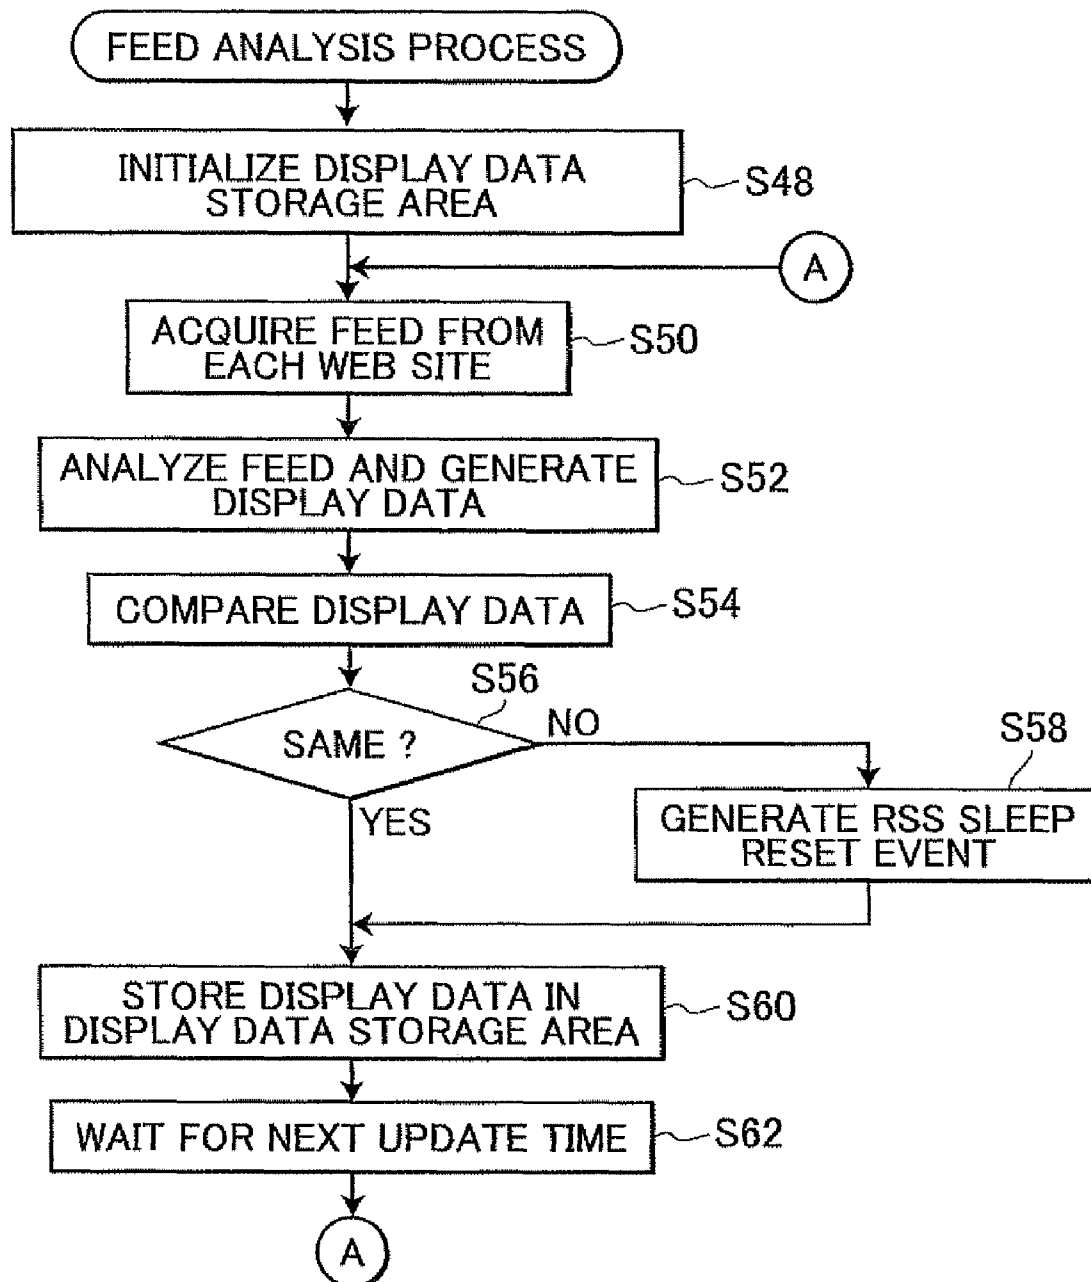 FEED ANALYSIS PROCESS
INITIALIZE DISPLAY DATA
STORAGE AREA
S48
A
ACQUIRE FEED FROM
EACH WEB SITE
S50
ANALYZE FEED AND GENERATE
DISPLAY DATA
S52
COMPARE DISPLAY DATA
S54
S56
SAME ?
NO
YES
S58
GENERATE RSS SLEEP
RESET EVENT
STORE DISPLAY DATA IN
DISPLAY DATA STORAGE AREA
S60
WAIT FOR NEXT UPDATE TIME
S62
A